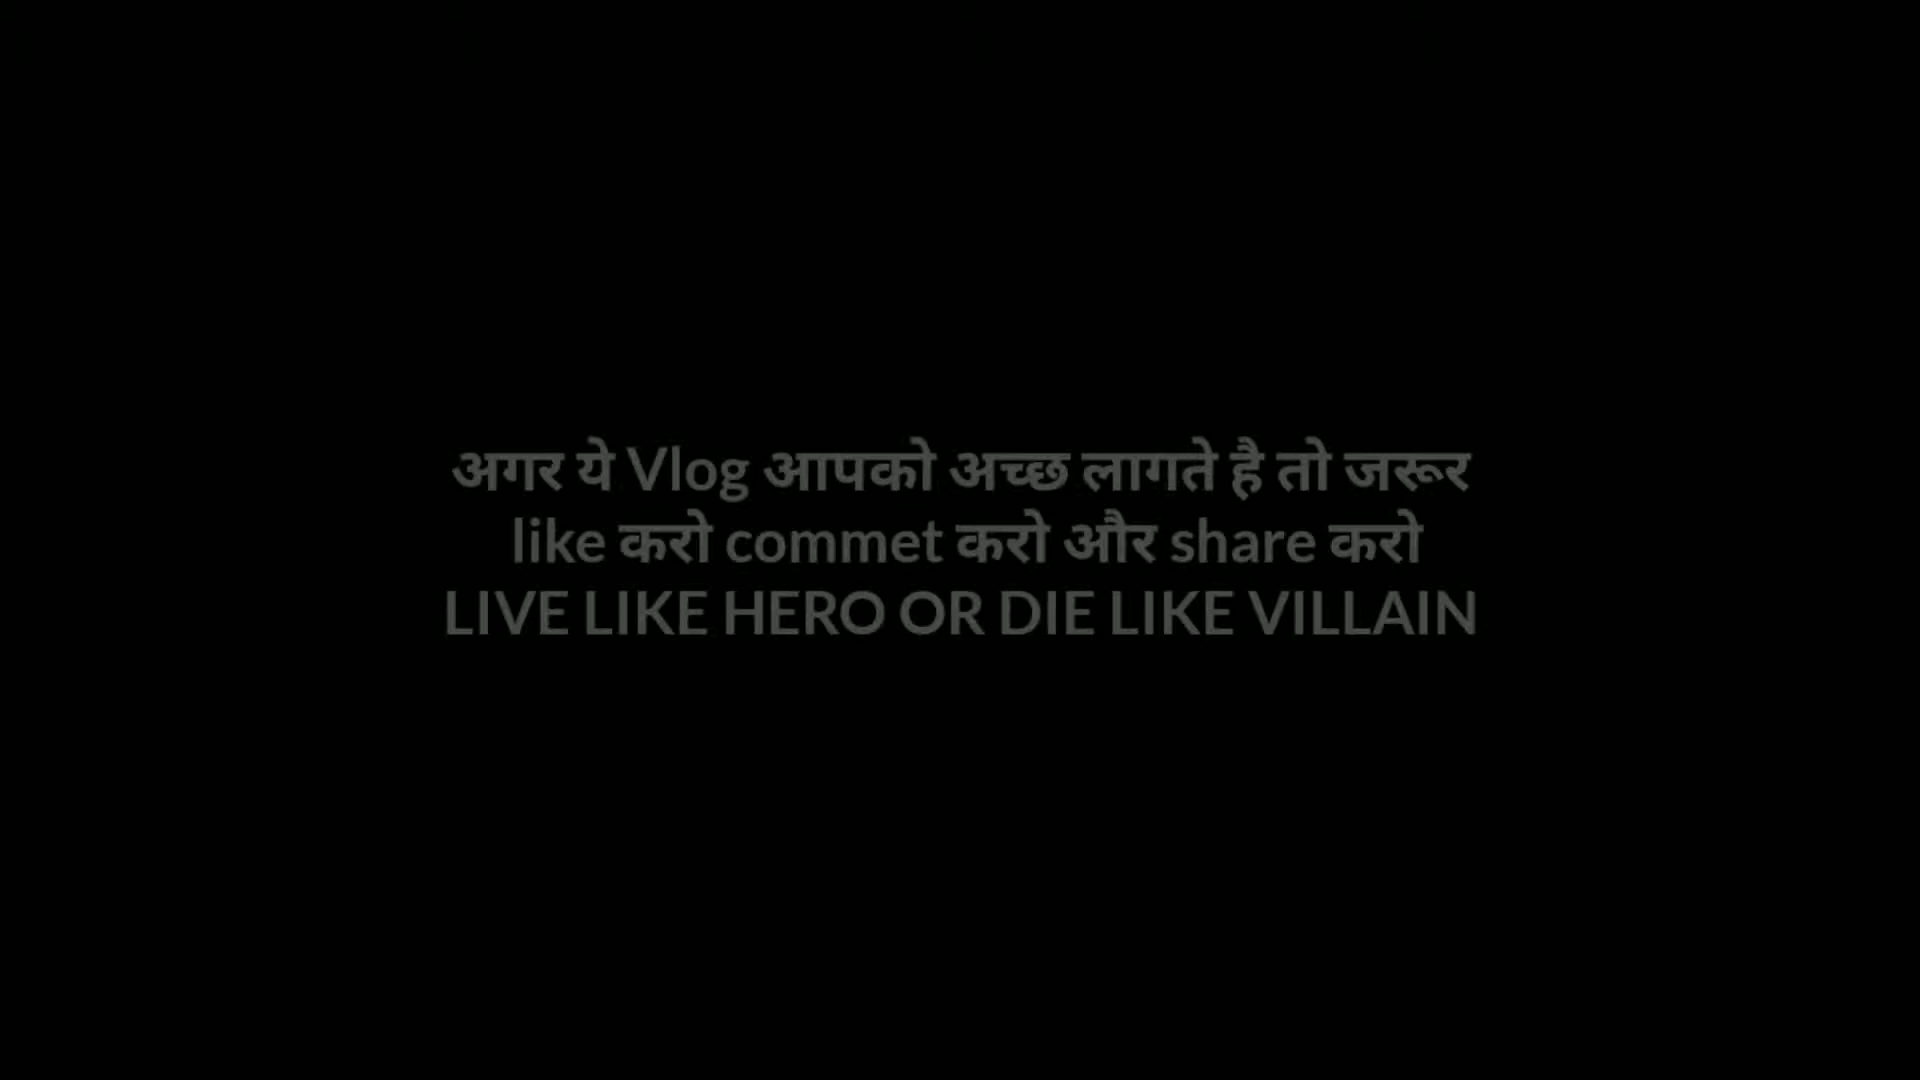 अगर ये Vlog आपको अच्छ लागते है तो जरूर
like करो commet करो और share करो
LIVE LIKE HERO OR DIE LIKE VILLAIN